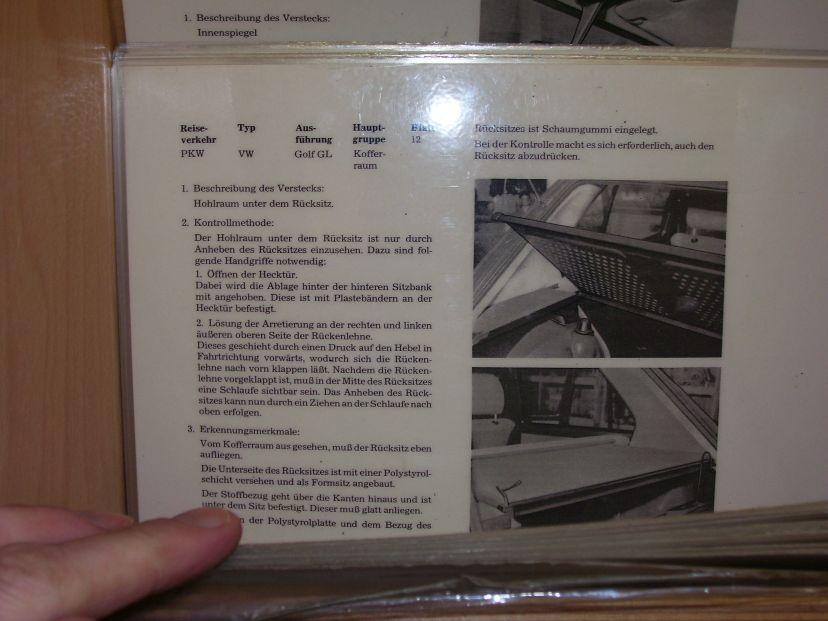 1. Beschreibung des Verstecks:
Innenspiegel
Reise-
verkehr
Typ
Aus-
führung
Haupt-
gruppe
Blatt
12
PKW
VW
Golf GL
Koffer-
raum
1. Beschreibung des Verstecks:
Hohlraum unter dem Rücksitz.
2. Kontrollmethode:
Der Hohlraum unter dem Rücksitz ist nur durch
Anheben des Rücksitzes einzusehen. Dazu sind fol-
gende Handgriffe notwendig:
1. Öffnen der Hecktür.
Dabei wird die Ablage hinter der hinteren Sitzbank
mit angehoben. Diese ist mit Plastebändern an der
Hecktür befestigt.
2. Lösung der Arretierung an der rechten und linken
äußeren oberen Seite der Rückenlehne.
Dieses geschieht durch einen Druck auf den Hebel in
Fahrtrichtung vorwärts, wodurch sich die Rücken-
lehne nach vorn klappen läßt. Nachdem die Rücken-
lehne vorgeklappt ist, muß in der Mitte des Rücksitzes
eine Schlaufe sichtbar sein. Das Anheben des Rück-
sitzes kann nun durch ein Ziehen an der Schlaufe nach
oben erfolgen.
3. Erkennungsmerkmale:
Vom Kofferraum aus gesehen, muß der Rücksitz eben
aufliegen.
Die Unterseite des Rücksitzes ist mit einer Polystyrol-
schicht versehen und als Formsitz angebaut.
Der Stoffbezug geht über die Kanten hinaus und ist
unter dem Sitz befestigt. Dieser muß glatt anliegen.
der Polystyrolplatte und dem Bezug des
Rücksitzes ist Schaumgummi eingelegt.
Bei der Kontrolle macht es sich erforderlich, auch den
Rücksitz abzudrücken.